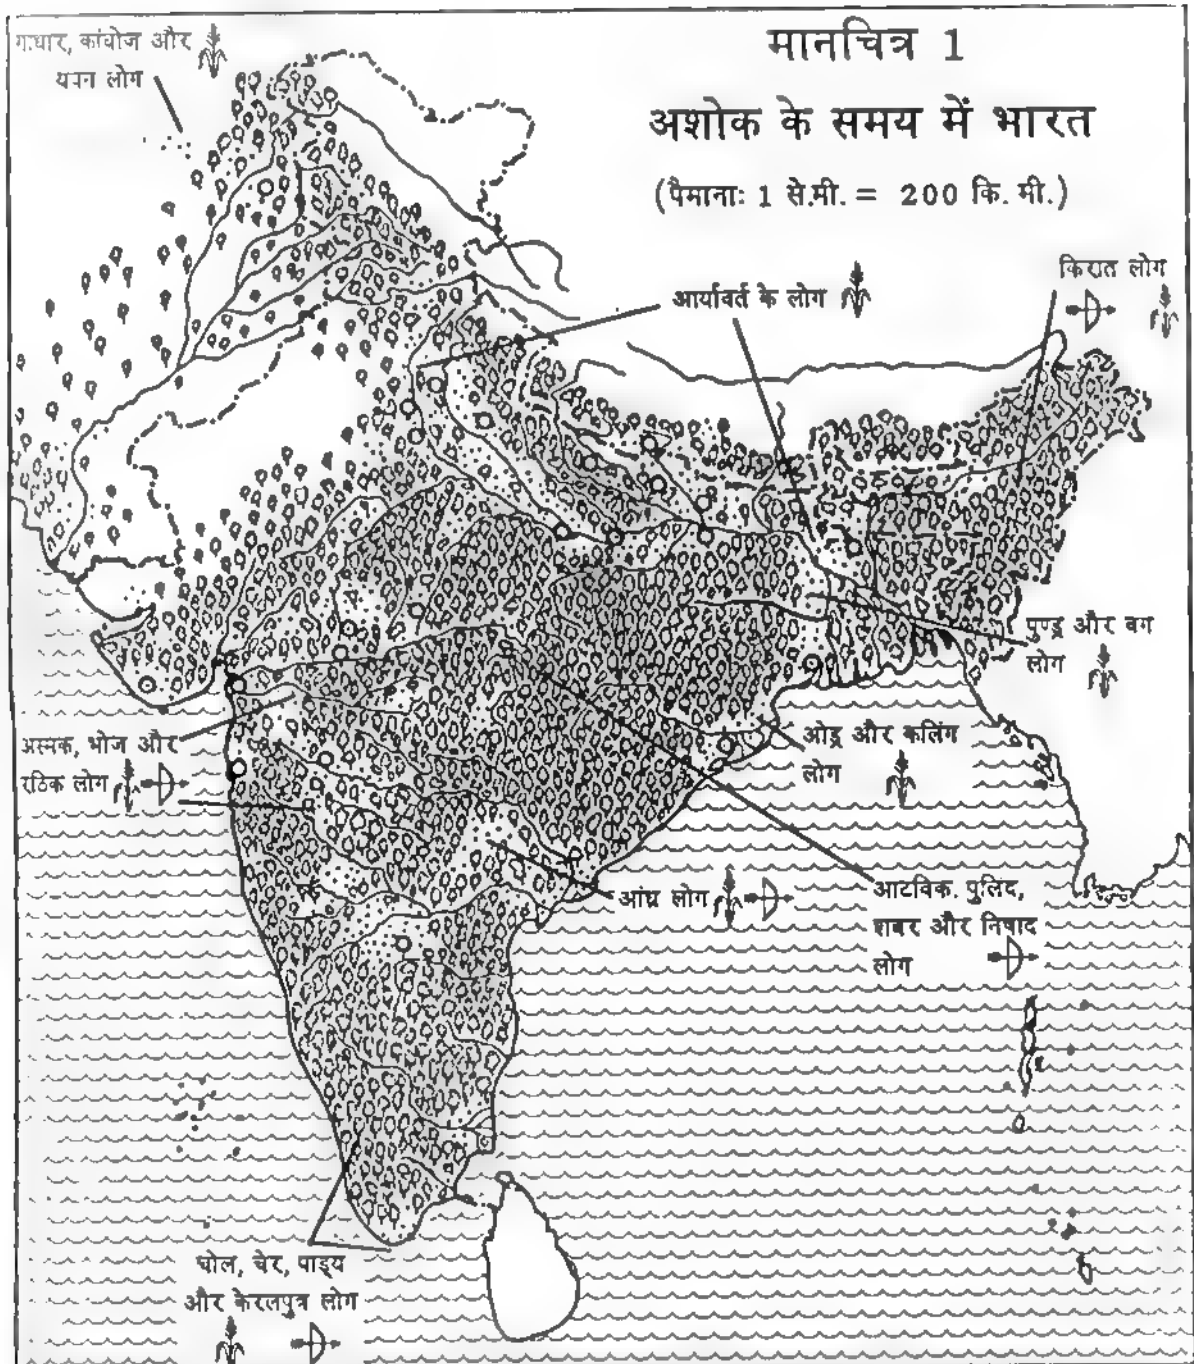 मानचित्र 1
अशोक के समय में भारत
(पैमानाः 1 से.मी. = 200 कि. मी.)
गाधार, कांबोज और
यवन लोग
आर्यावर्त के लोग
किरात लोग
पुण्ड्र और वग
लोग
अस्मक, भोज और
रठिक लोग
ओड्र और कलिंग
लोग
आंध्र लोग
आटविक. पुलिंद,
शबर और निषाद
लोग
चोल, चेर, पाड्य
और केरलपुत्र लोग